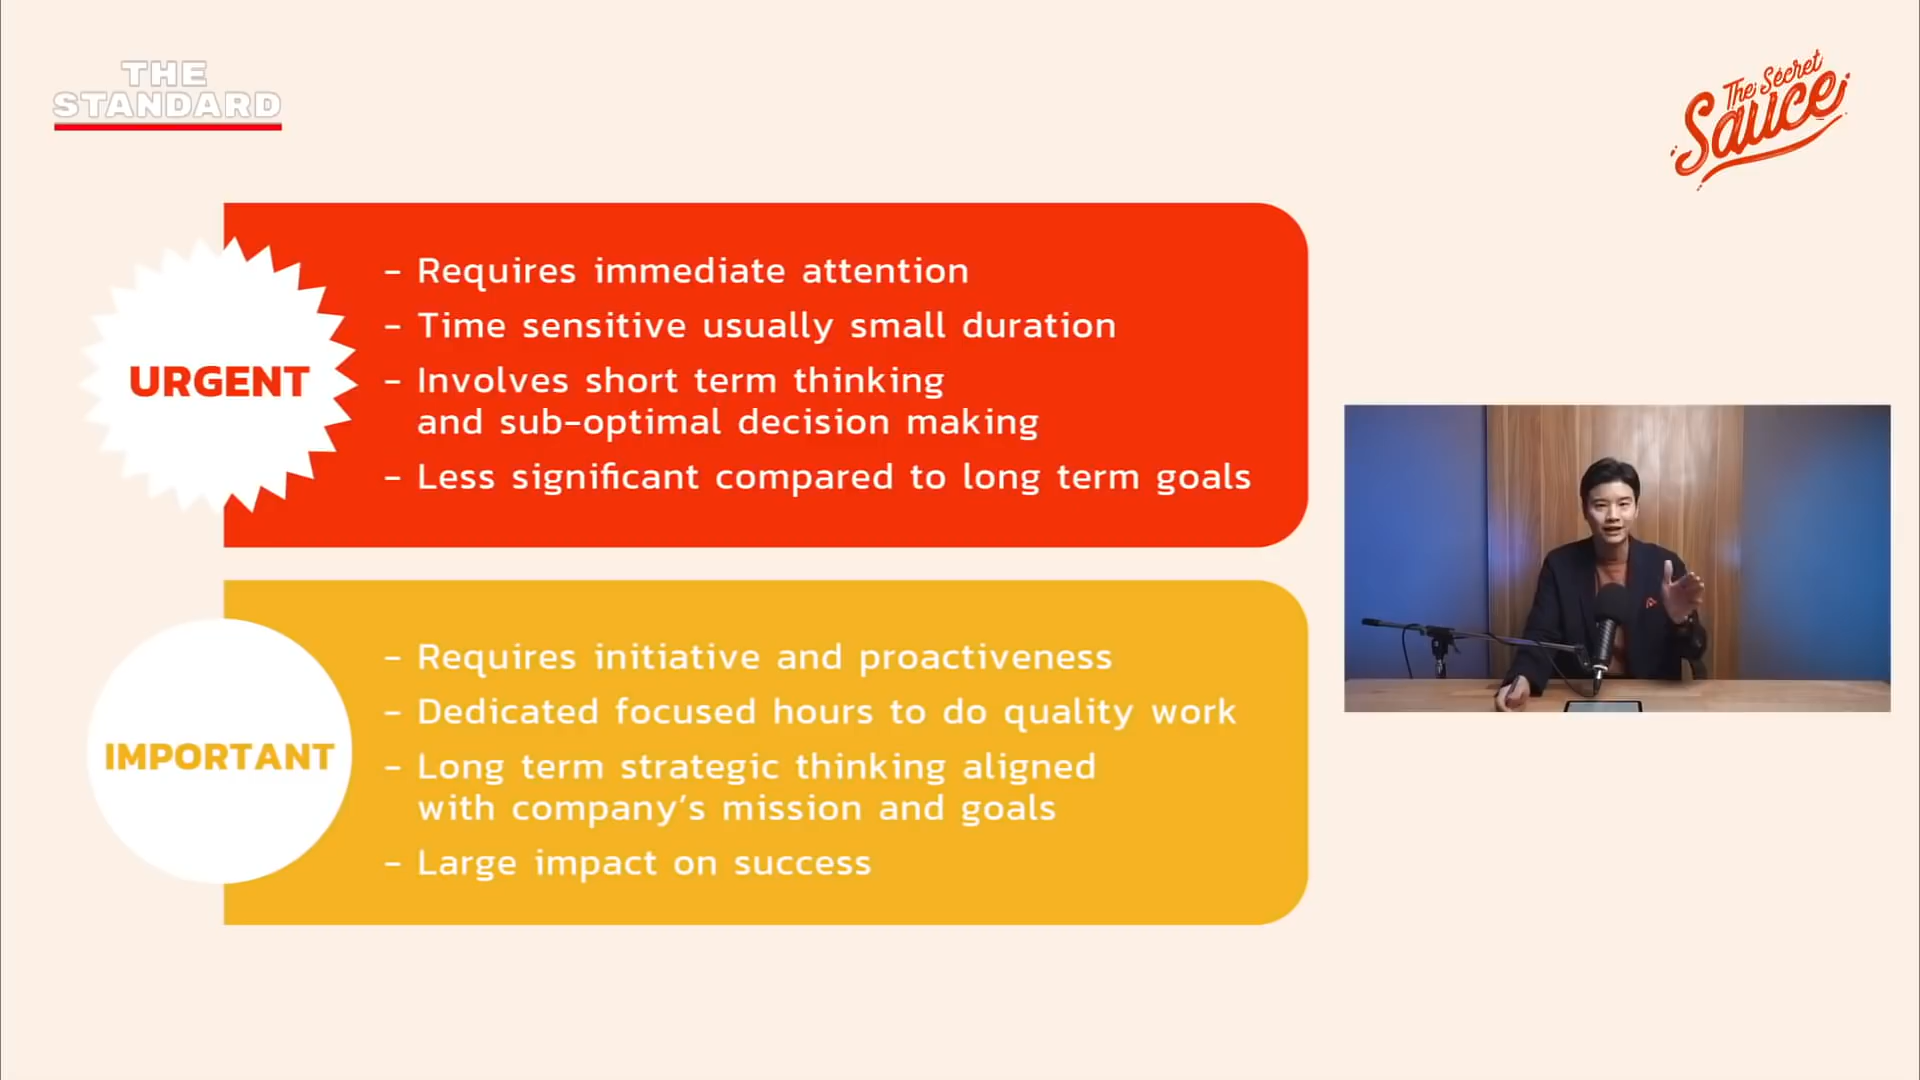 THE
STANDARD
The Secret
Sauce
URGENT
- Requires immediate attention
- Time sensitive usually small duration
- Involves short term thinking
and sub-optimal decision making
- Less significant compared to long term goals
IMPORTANT
- Requires initiative and proactiveness
- Dedicated focused hours to do quality work
- Long term strategic thinking aligned
with company’s mission and goals
- Large impact on success